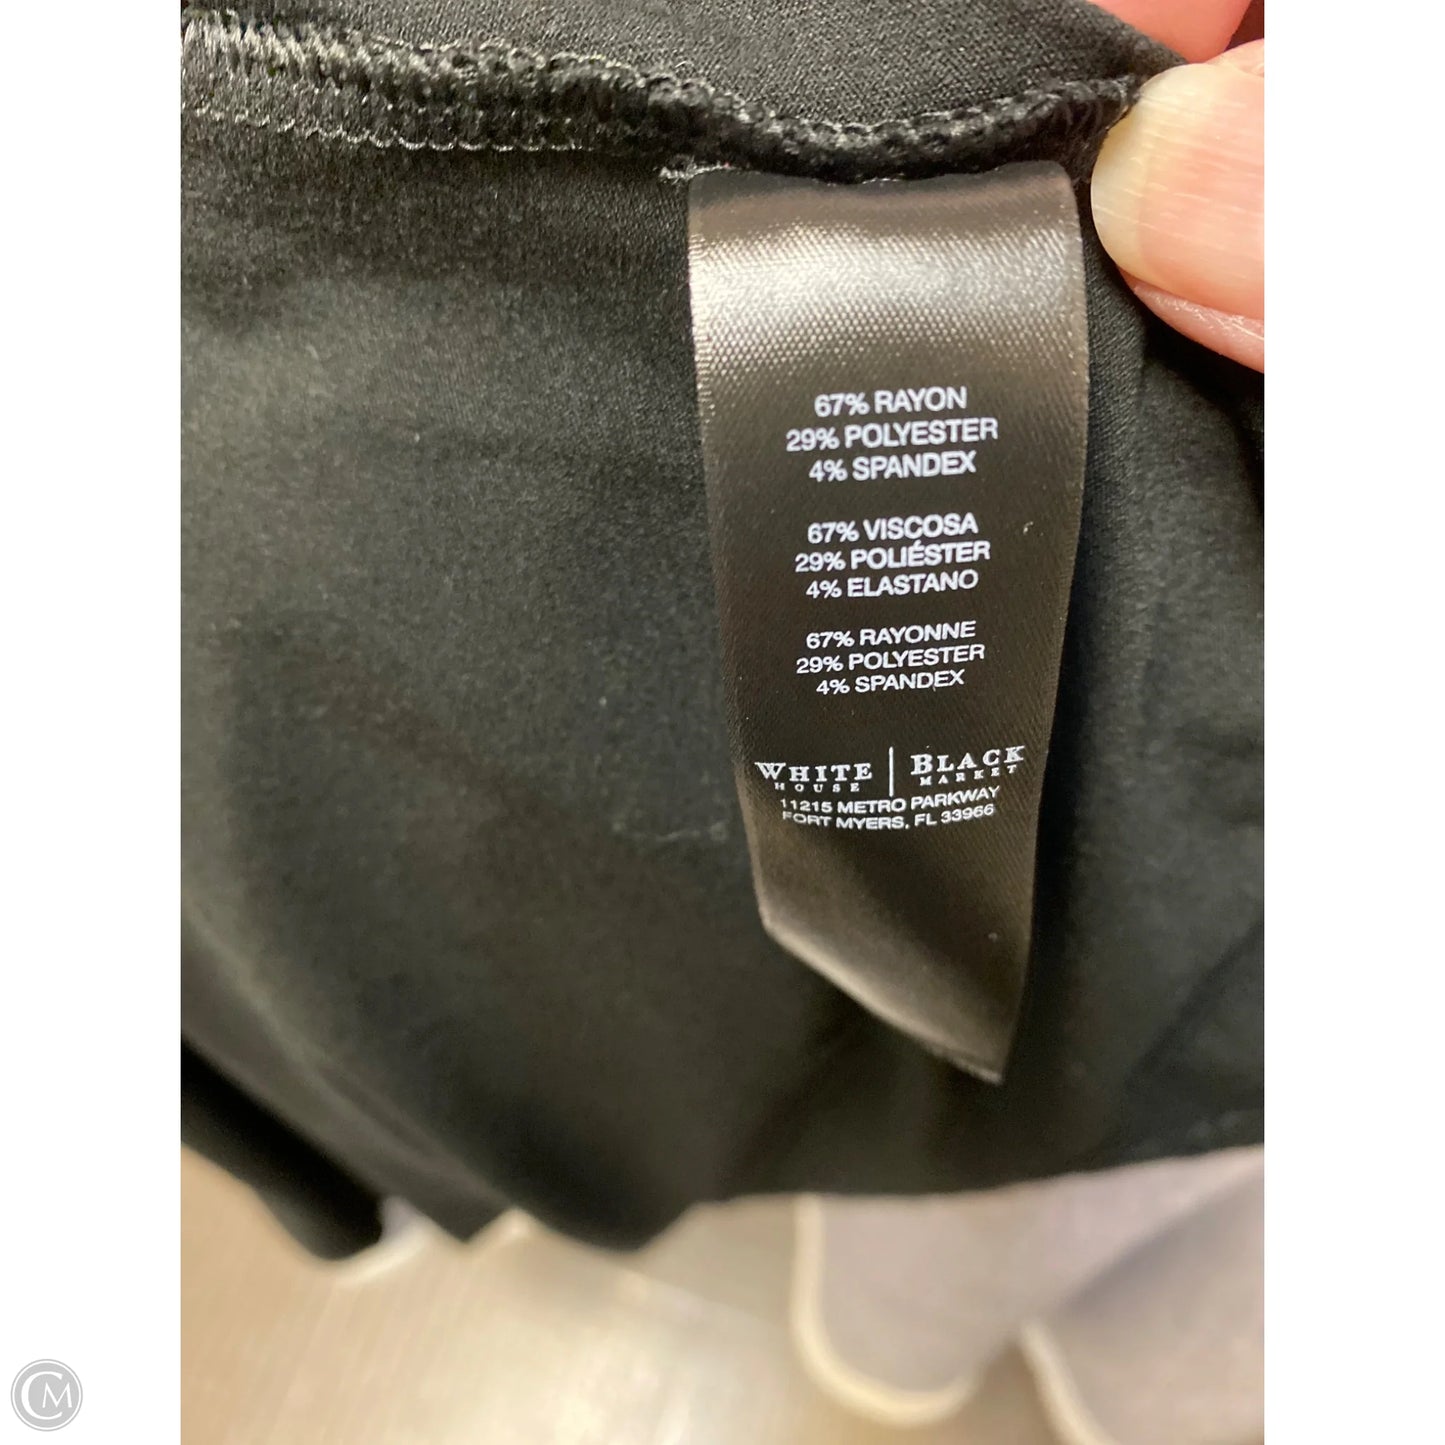 67% RAYON
29% POLYESTER
4% SPANDEX
67% VISCOSA
29% POLIÉSTER
4% ELASTANO
67% RAYONNE
29% POLYESTER
4% SPANDEX
WHITE HOUSE | BLACK MARKET
11215 METRO PARKWAY
FORT MYERS, FL 33966
CM